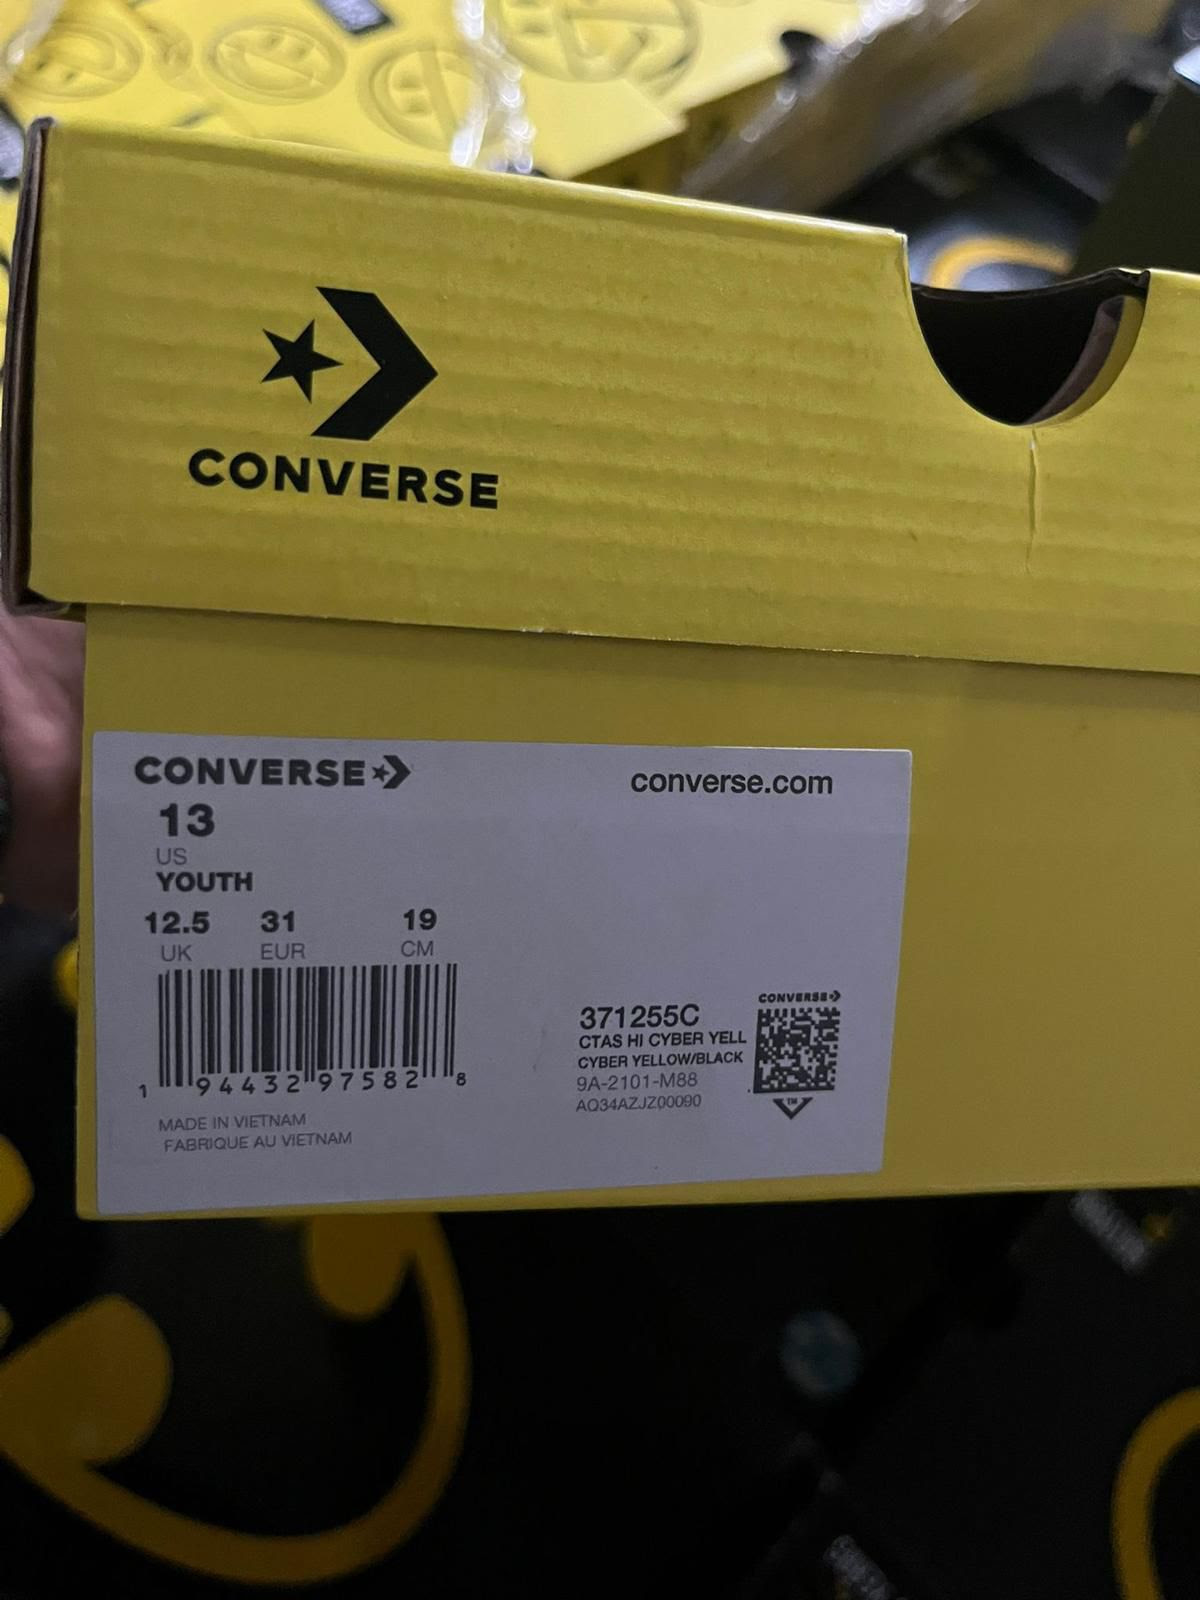 CONVERSE
CONVERSE
converse.com
13
US
YOUTH
12.5 31 19
UK EUR CM
1 94432 97582 8
MADE IN VIETNAM
FABRIQUE AU VIETNAM
CONVERSE
371255C
CTAS HI CYBER YELL
CYBER YELLOW/BLACK
9A-2101-M88
AQ34AZJZ00090
TM